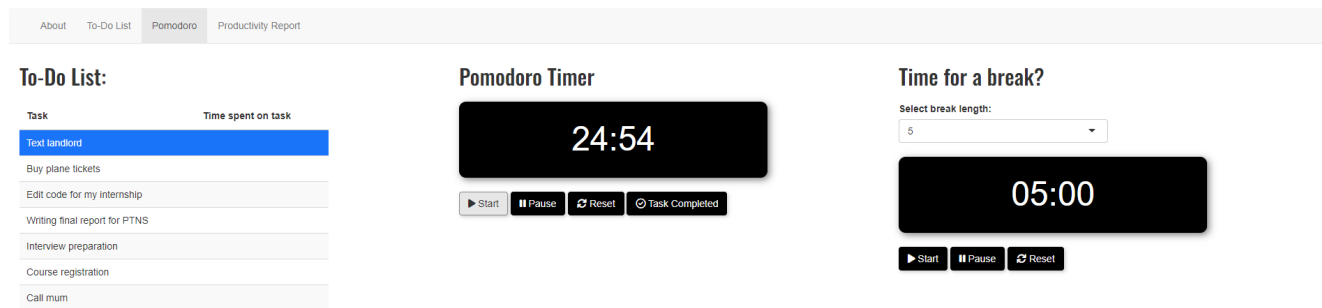 About To-Do List Pomodoro Productivity Report
To-Do List:
Task Time spent on task
Text landlord
Buy plane tickets
Edit code for my internship
Writing final report for PTNS
Interview preparation
Course registration
Call mum
Pomodoro Timer
24:54
Start Pause Reset Task Completed
Time for a break?
Select break length:
5
05:00
Start Pause Reset